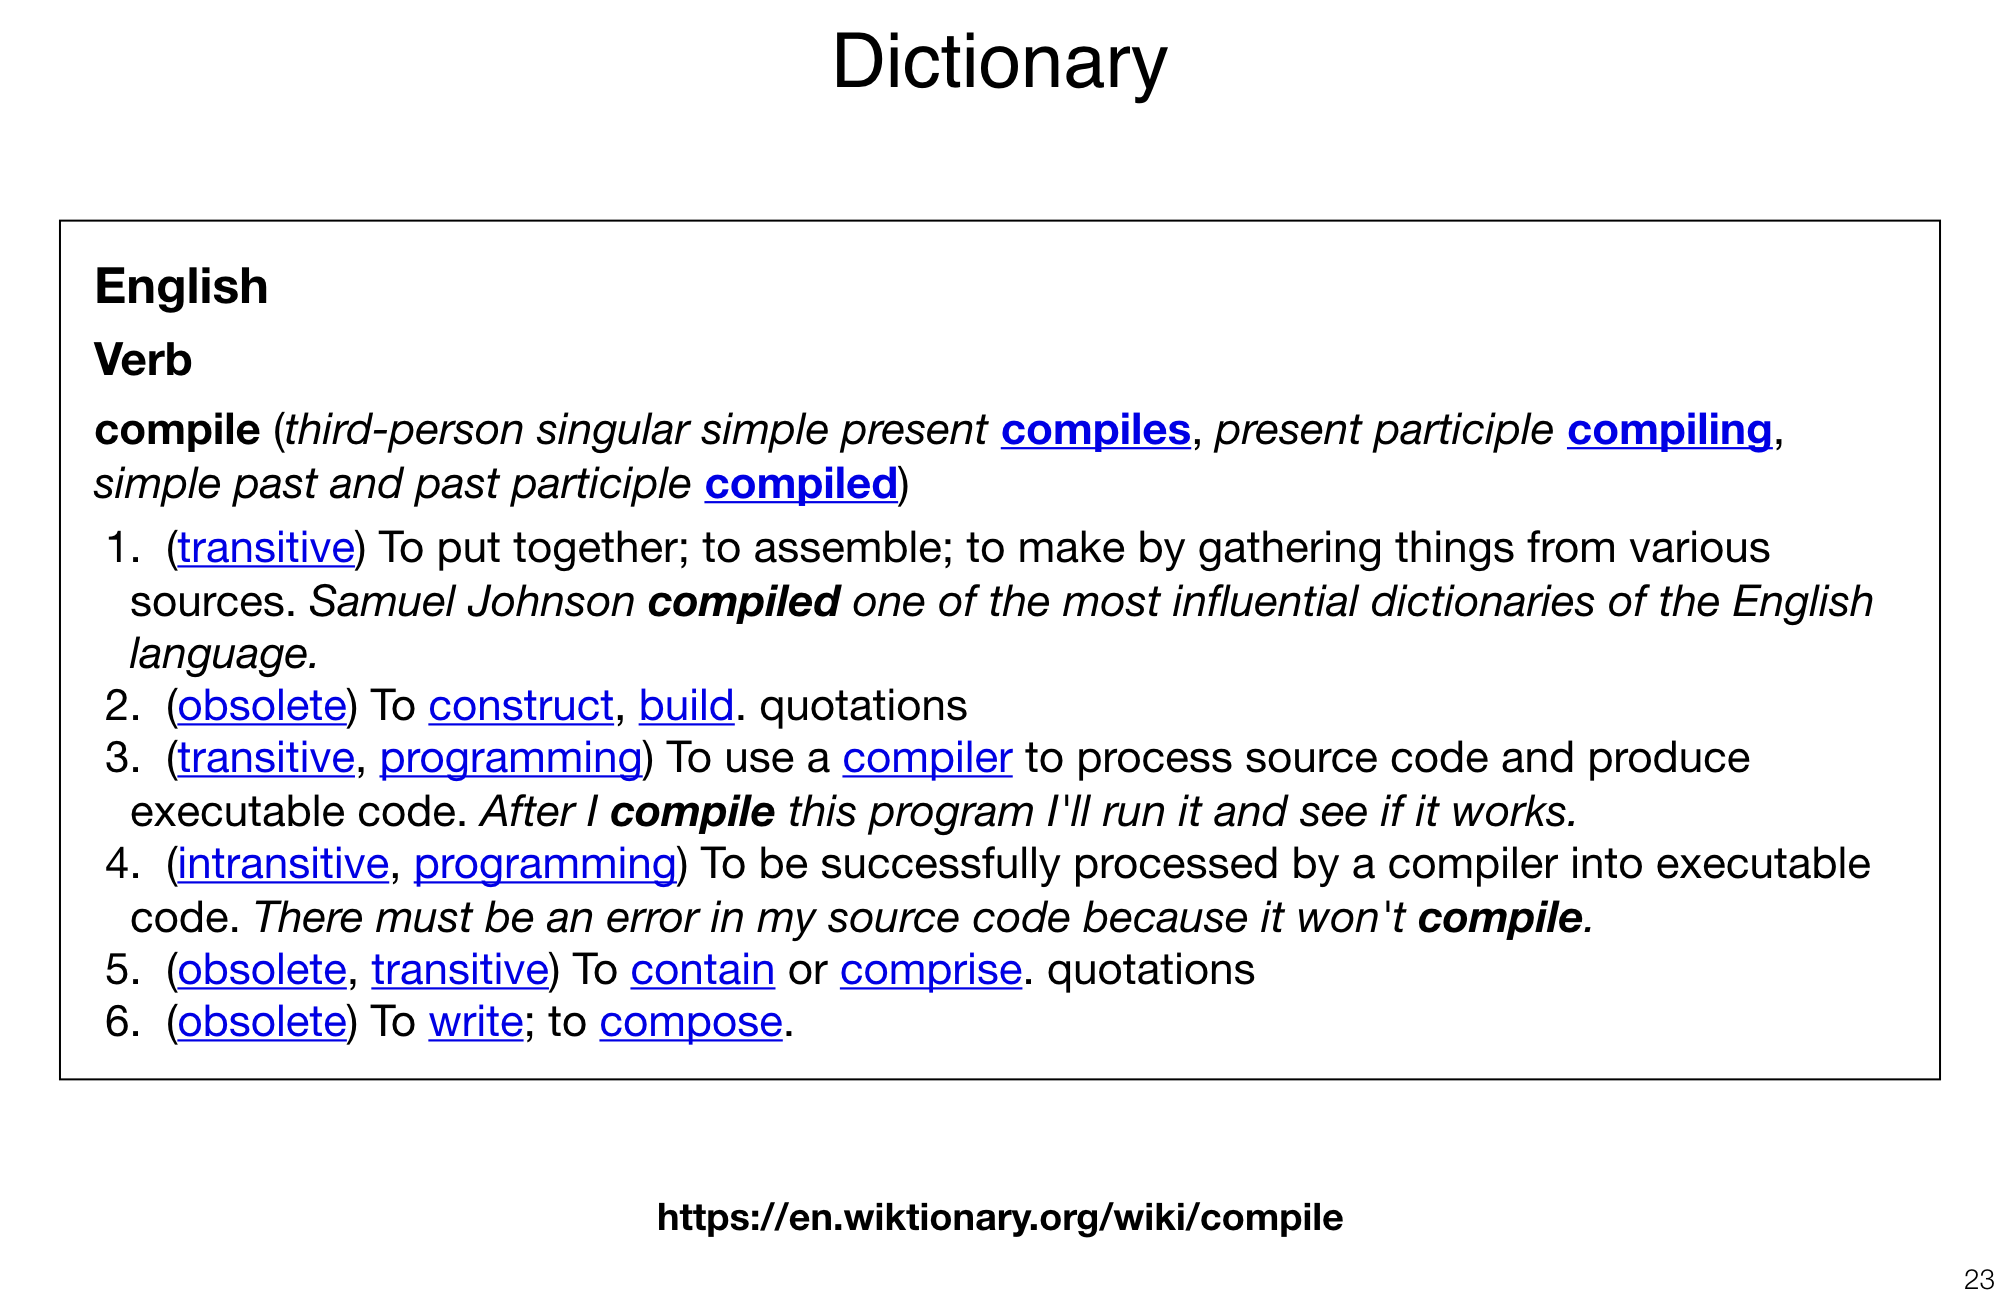 Dictionary
English
Verb
compile (third-person singular simple present compiles, present participle compiling,
simple past and past participle compiled)
1. (transitive) To put together; to assemble; to make by gathering things from various
sources. Samuel Johnson compiled one of the most influential dictionaries of the English
language.
2. (obsolete) To construct, build. quotations
3. (transitive, programming) To use a compiler to process source code and produce
executable code. After I compile this program I'll run it and see if it works.
4. (intransitive, programming) To be successfully processed by a compiler into executable
code. There must be an error in my source code because it won't compile.
5. (obsolete, transitive) To contain or comprise. quotations
6. (obsolete) To write; to compose.
https://en.wiktionary.org/wiki/compile
23